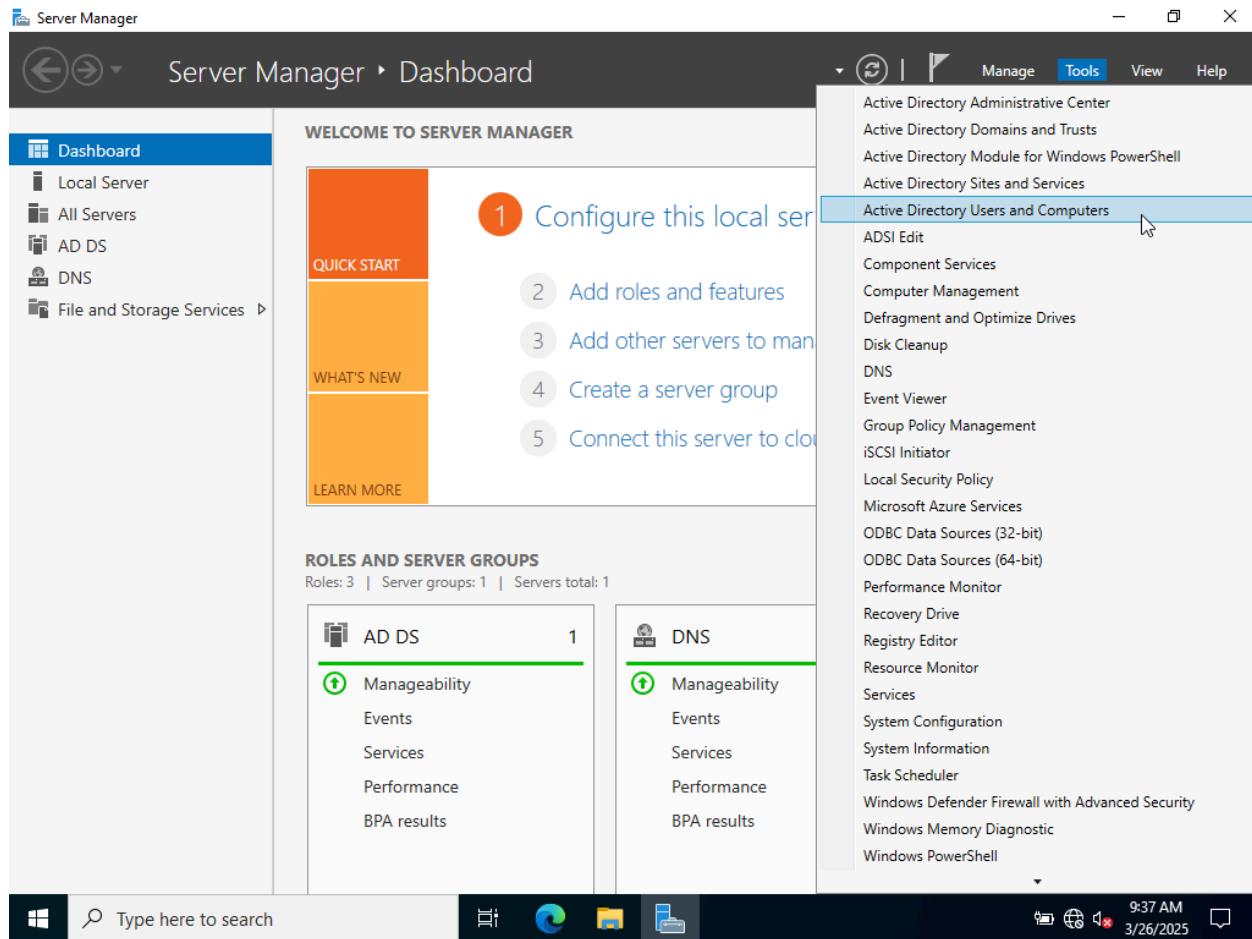 Server Manager
Server Manager ‣ Dashboard
Manage Tools View Help
Dashboard
Local Server
All Servers
AD DS
DNS
File and Storage Services
WELCOME TO SERVER MANAGER
QUICK START
WHAT'S NEW
LEARN MORE
1 Configure this local ser
2 Add roles and features
3 Add other servers to man
4 Create a server group
5 Connect this server to clou
ROLES AND SERVER GROUPS
Roles: 3 | Server groups: 1 | Servers total: 1
AD DS 1
Manageability
Events
Services
Performance
BPA results
DNS
Manageability
Events
Services
Performance
BPA results
Active Directory Administrative Center
Active Directory Domains and Trusts
Active Directory Module for Windows PowerShell
Active Directory Sites and Services
Active Directory Users and Computers
ADSI Edit
Component Services
Computer Management
Defragment and Optimize Drives
Disk Cleanup
DNS
Event Viewer
Group Policy Management
iSCSI Initiator
Local Security Policy
Microsoft Azure Services
ODBC Data Sources (32-bit)
ODBC Data Sources (64-bit)
Performance Monitor
Recovery Drive
Registry Editor
Resource Monitor
Services
System Configuration
System Information
Task Scheduler
Windows Defender Firewall with Advanced Security
Windows Memory Diagnostic
Windows PowerShell
Type here to search
9:37 AM
3/26/2025